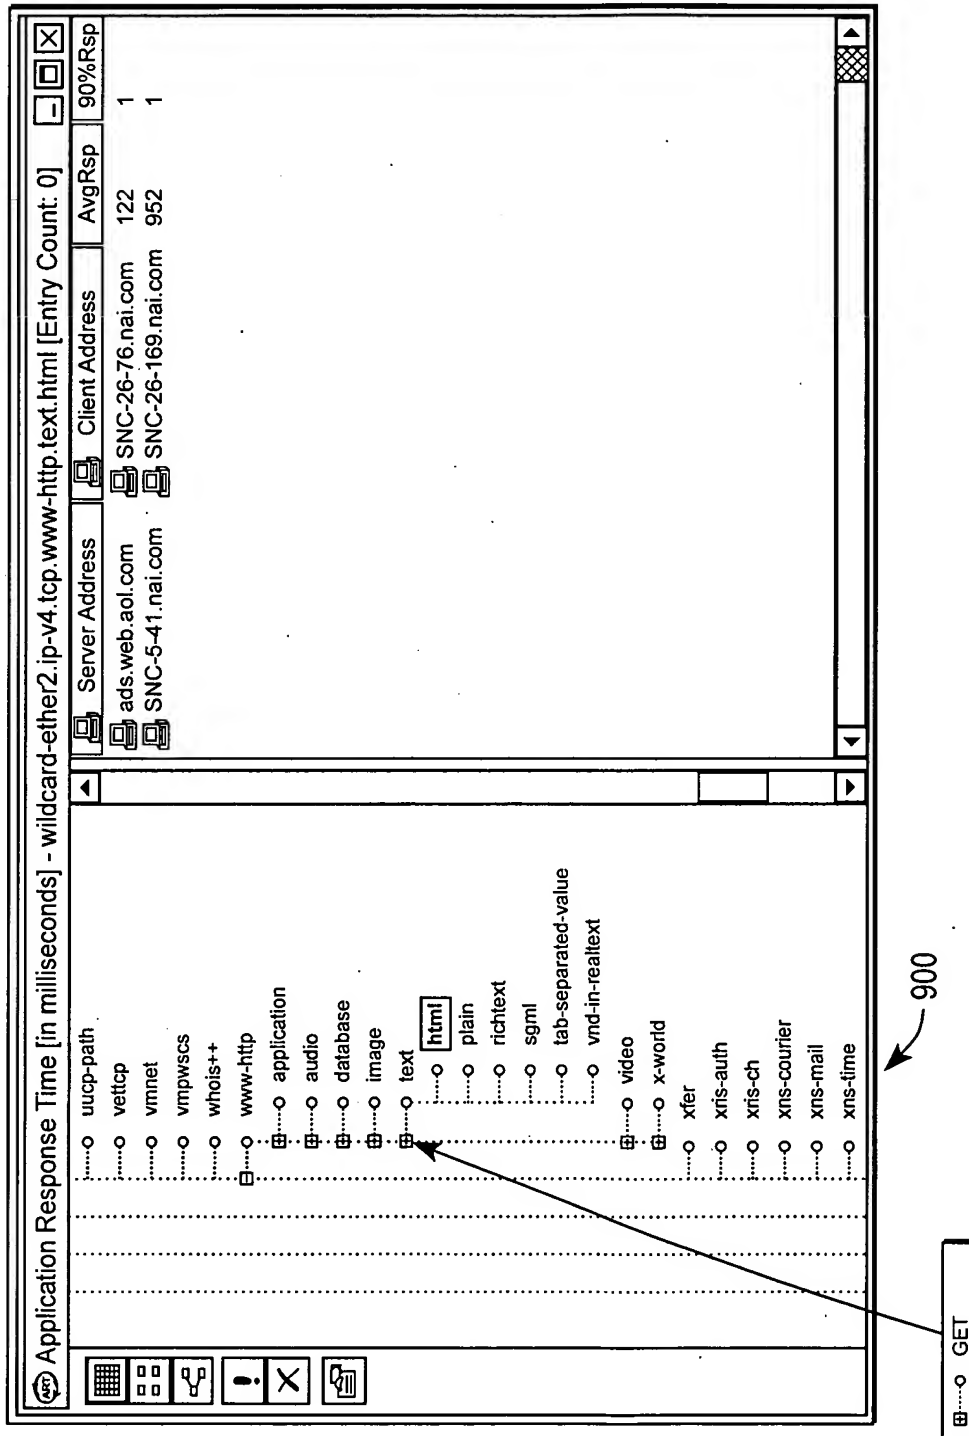 Application Response Time [in milliseconds] - wildcard-ether2.ip-v4.tcp.www-http.text.html [Entry Count: 0]
ART
Server Address Client Address AvgRsp 90%Rsp
ads.web.aol.com SNC-26-76.nai.com 122 1
SNC-5-41.nai.com SNC-26-169.nai.com 952 1
uucp-path
vettcp
vmnet
vmpwscs
whois++
www-http
application
audio
database
image
text
html
plain
richtext
sgml
tab-separated-value
vnd-in-realtext
video
x-world
xfer
xris-auth
xris-ch
xns-courier
xns-mail
xns-time
900
GET